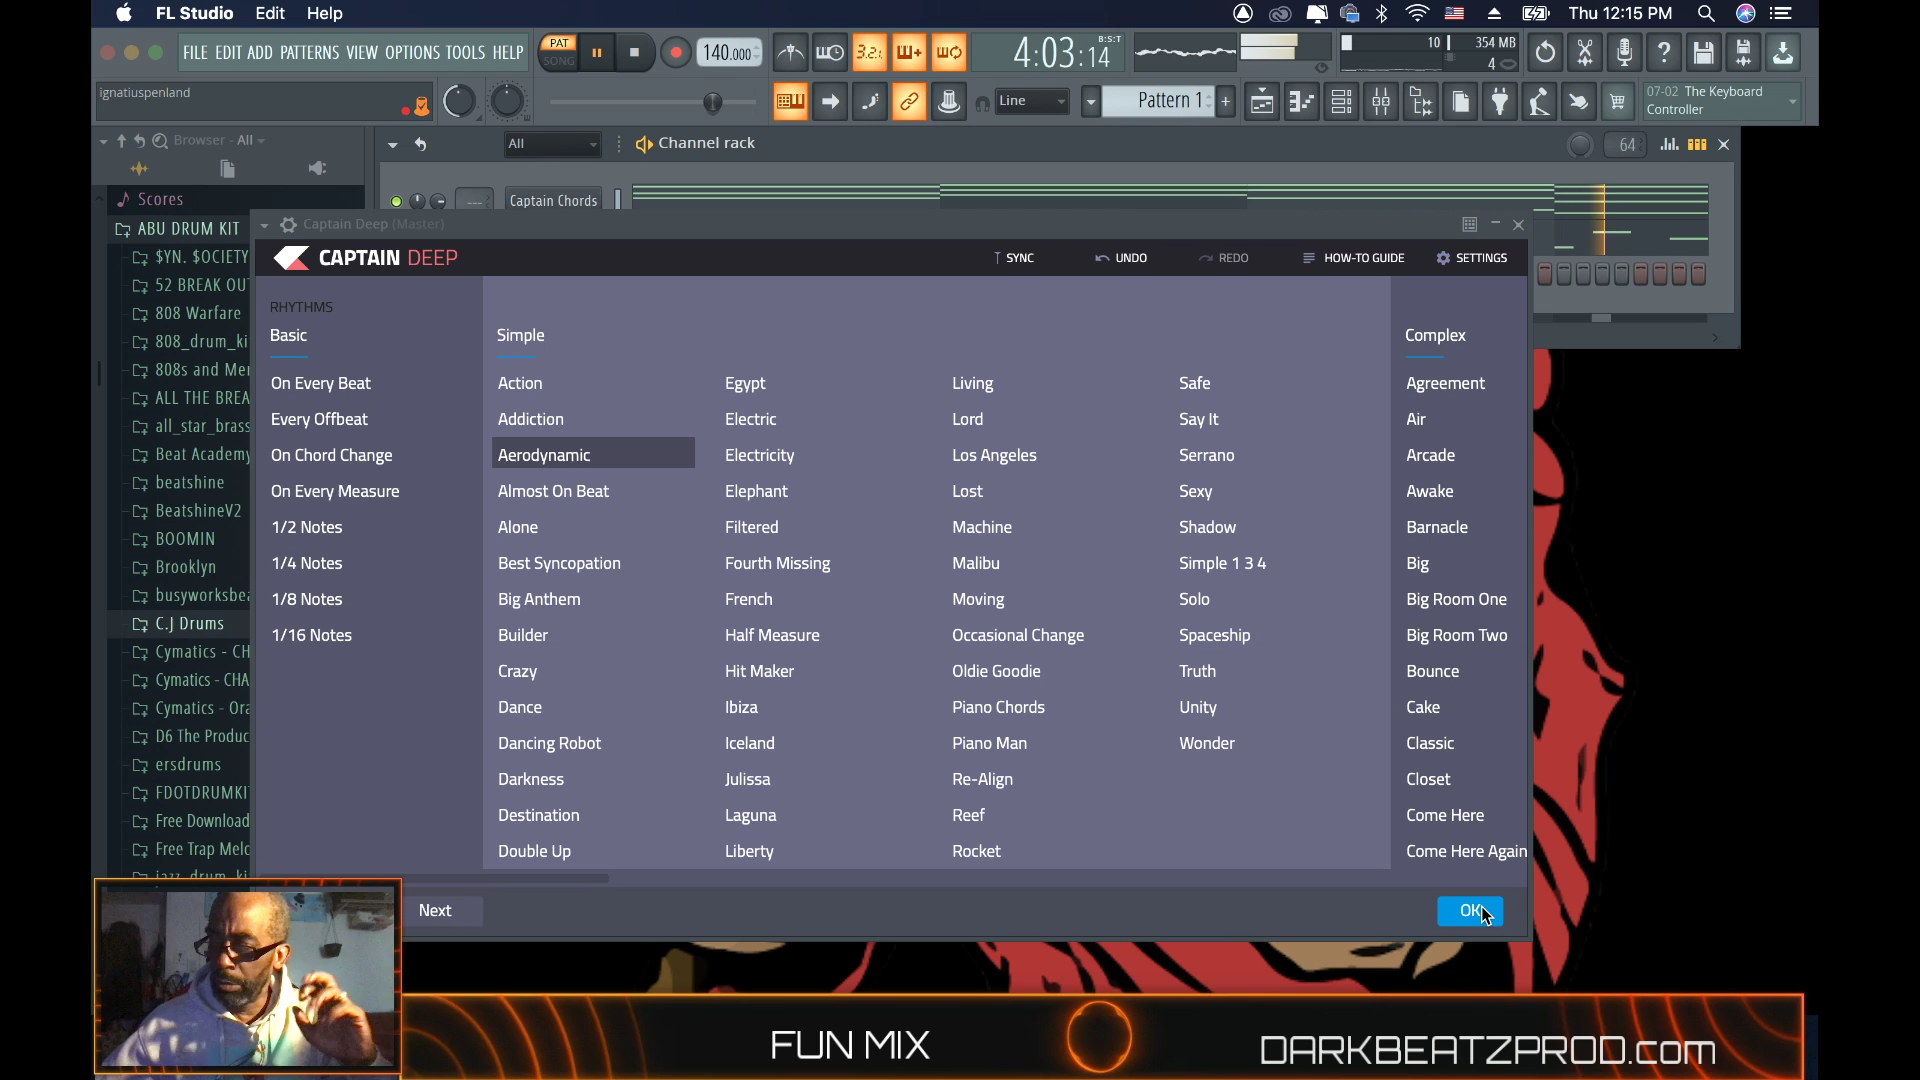 FL Studio Edit Help
Thu 12:15 PM
FILE EDIT ADD PATTERNS VIEW OPTIONS TOOLS HELP
PAT
SONG
140.000
3.2.
4:03:14
B:S:T
10
354 MB
4
ignatiuspenland
Line
Pattern 1
07-02 The Keyboard
Controller
Browser - All
All
Channel rack
64
Scores
Captain Chords
ABU DRUM KIT
$YN. $OCIETY
52 BREAK OU
808 Warfare
808_drum_ki
808s and Me
ALL THE BREA
all_star_brass
Beat Academy
beatshine
BeatshineV2
BOOMIN
Brooklyn
busyworksbea
C.J Drums
Cymatics - CH
Cymatics - CHA
Cymatics - Ora
D6 The Produc
ersdrums
FDOTDRUMKI
Free Download
Free Trap Melo
jazz_drum_ki
Captain Deep (Master)
CAPTAIN DEEP
SYNC
UNDO
REDO
HOW-TO GUIDE
SETTINGS
RHYTHMS
Basic
On Every Beat
Every Offbeat
On Chord Change
On Every Measure
1/2 Notes
1/4 Notes
1/8 Notes
1/16 Notes
Simple
Action
Addiction
Aerodynamic
Almost On Beat
Alone
Best Syncopation
Big Anthem
Builder
Crazy
Dance
Dancing Robot
Darkness
Destination
Double Up
Egypt
Electric
Electricity
Elephant
Filtered
Fourth Missing
French
Half Measure
Hit Maker
Ibiza
Iceland
Julissa
Laguna
Liberty
Living
Lord
Los Angeles
Lost
Machine
Malibu
Moving
Occasional Change
Oldie Goodie
Piano Chords
Piano Man
Re-Align
Reef
Rocket
Safe
Say It
Serrano
Sexy
Shadow
Simple 1 3 4
Solo
Spaceship
Truth
Unity
Wonder
Complex
Agreement
Air
Arcade
Awake
Barnacle
Big
Big Room One
Big Room Two
Bounce
Cake
Classic
Closet
Come Here
Come Here Again
Next
OK
FUN MIX
DARKBEATZPROD.com